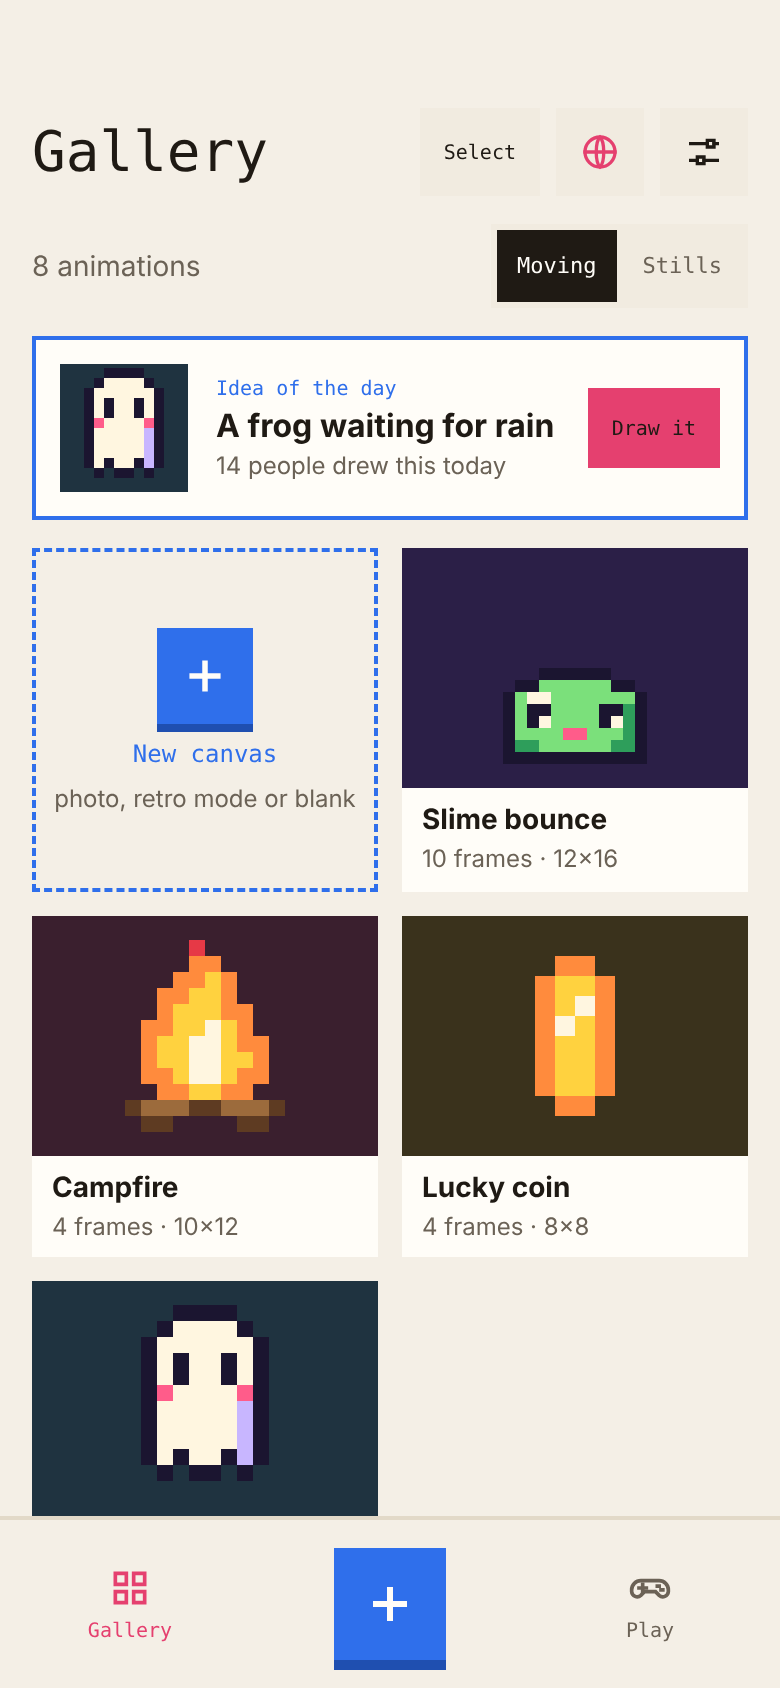 Gallery
Select
8 animations
Moving
Stills
Idea of the day
A frog waiting for rain
14 people drew this today
Draw it
New canvas
photo, retro mode or blank
Slime bounce
10 frames · 12×16
Campfire
4 frames · 10×12
Lucky coin
4 frames · 8×8
Gallery
Play